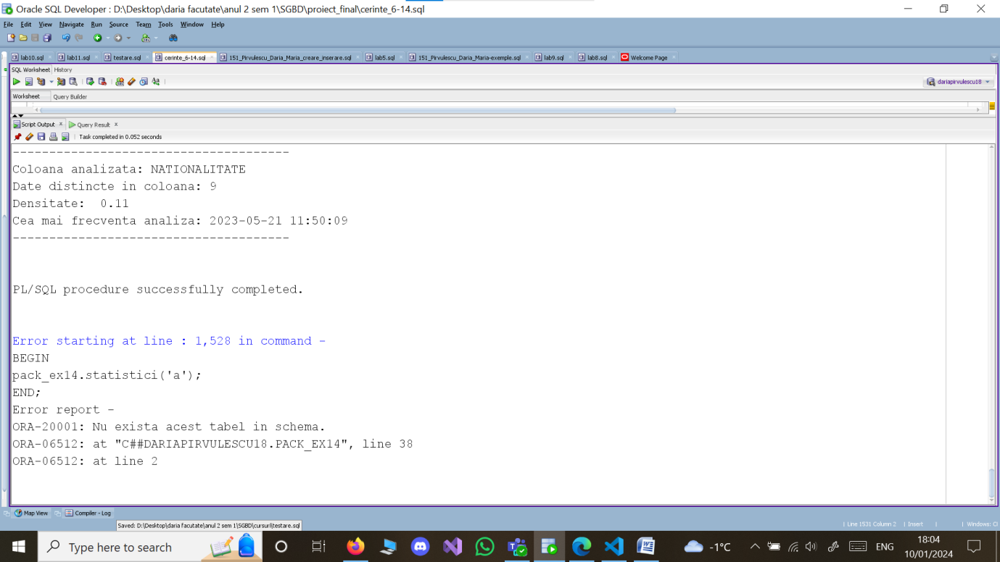 Oracle SQL Developer : D:\Desktop\daria facutate\anul 2 sem 1\SGBD\proiect_final\cerinte_6-14.sql
File Edit View Navigate Run Source Team Tools Window Help
lab10.sql lab11.sql testare.sql cerinte_6-14.sql 151_Pirvulescu_Daria_Maria_creare_inserare.sql lab5.sql 151_Pirvulescu_Daria_Maria-exemple.sql lab9.sql lab8.sql Welcome Page
SQL Worksheet History
dariapirvulescu18
Worksheet Query Builder
Script Output Query Result
Task completed in 0.052 seconds
--------------------------------------
Coloana analizata: NATIONALITATE
Date distincte in coloana: 9
Densitate:  0.11
Cea mai frecventa analiza: 2023-05-21 11:50:09
--------------------------------------
PL/SQL procedure successfully completed.
Error starting at line : 1,528 in command -
BEGIN
pack_ex14.statistici('a');
END;
Error report -
ORA-20001: Nu exista acest tabel in schema.
ORA-06512: at "C##DARIAPIRVULESCU18.PACK_EX14", line 38
ORA-06512: at line 2
Map View Compiler - Log
Saved: D:\Desktop\daria facutate\anul 2 sem 1\SGBD\cursuri\testare.sql
Line 1531 Column 2 Insert Windows: C
Type here to search
-1°C
ENG
18:04
10/01/2024